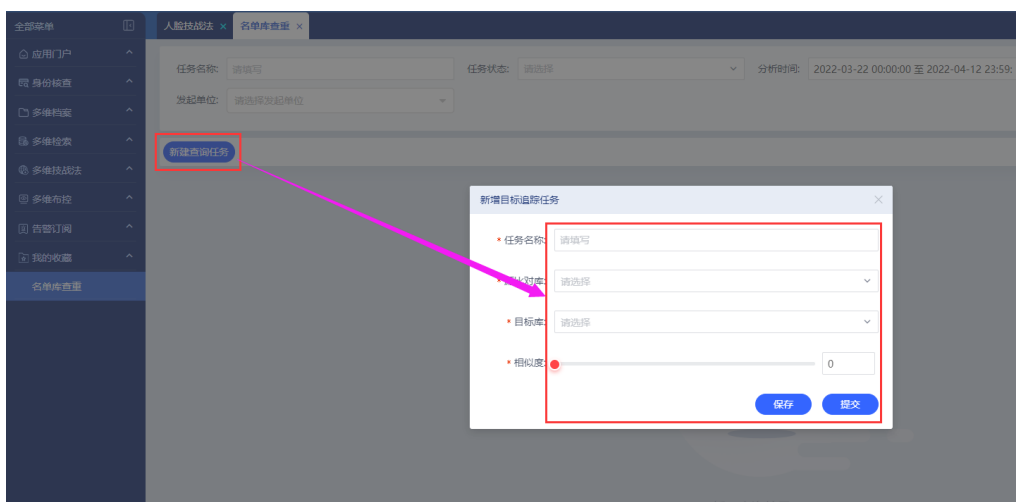 全部菜单
人脸技战法 × 名单库查重 ×
应用门户
身份核查
多维档案
多维检索
多维技战法
多维布控
告警订阅
我的收藏
名单库查重
任务名称: 请填写 任务状态: 请选择 分析时间: 2022-03-22 00:00:00 至 2022-04-12 23:59:
发起单位: 请选择发起单位
新建查询任务
新增目标追踪任务 ×
* 任务名称: 请填写
比对库: 请选择
* 目标库: 请选择
* 相似度: 0
保存 提交